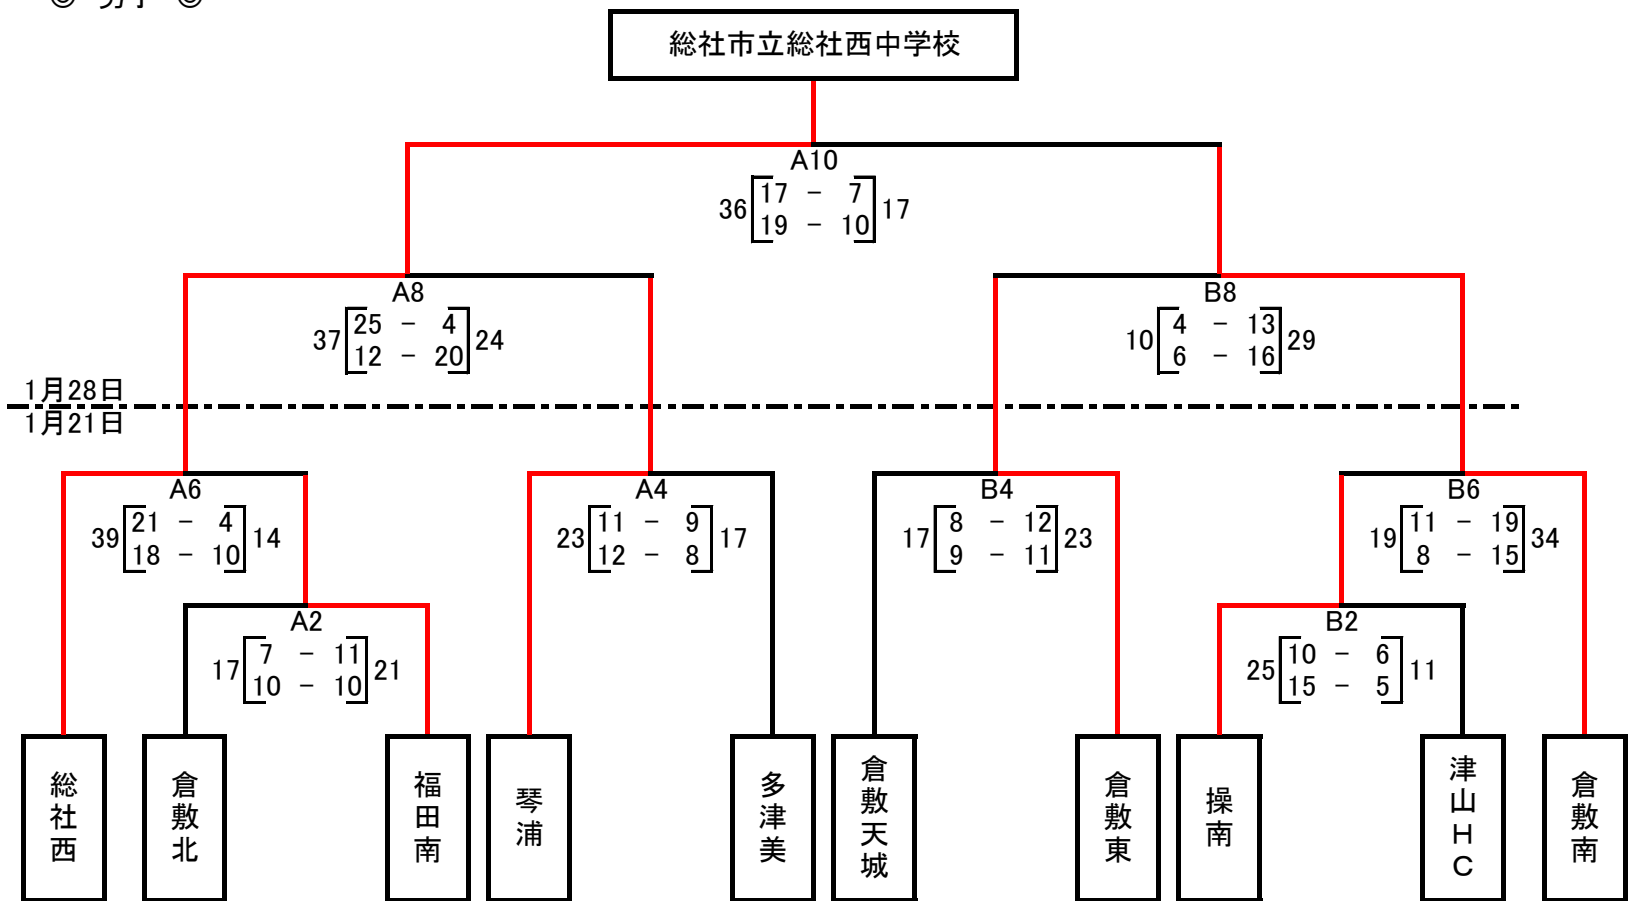 総社市立総社西中学校
A10
36 17 - 7 17
19 - 10
A8
37 25 - 4 24
12 - 20
B8
10 4 - 13 29
6 - 16
1月28日
1月21日
A6
39 21 - 4 14
18 - 10
A4
23 11 - 9 17
12 - 8
B4
17 8 - 12 23
9 - 11
B6
19 11 - 19 34
8 - 15
A2
17 7 - 11 21
10 - 10
B2
25 10 - 6 11
15 - 5
総社西
倉敷北
福田南
琴浦
多津美
倉敷天城
倉敷東
操南
津山HC
倉敷南